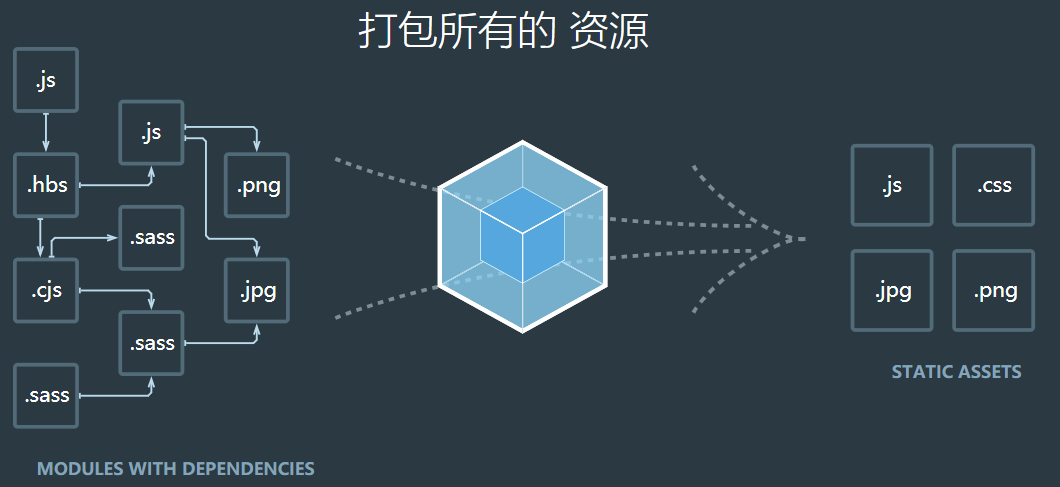 打包所有的 资源
.js
.js
.hbs
.png
.sass
.cjs
.jpg
.sass
.sass
MODULES WITH DEPENDENCIES
.js
.css
.jpg
.png
STATIC ASSETS